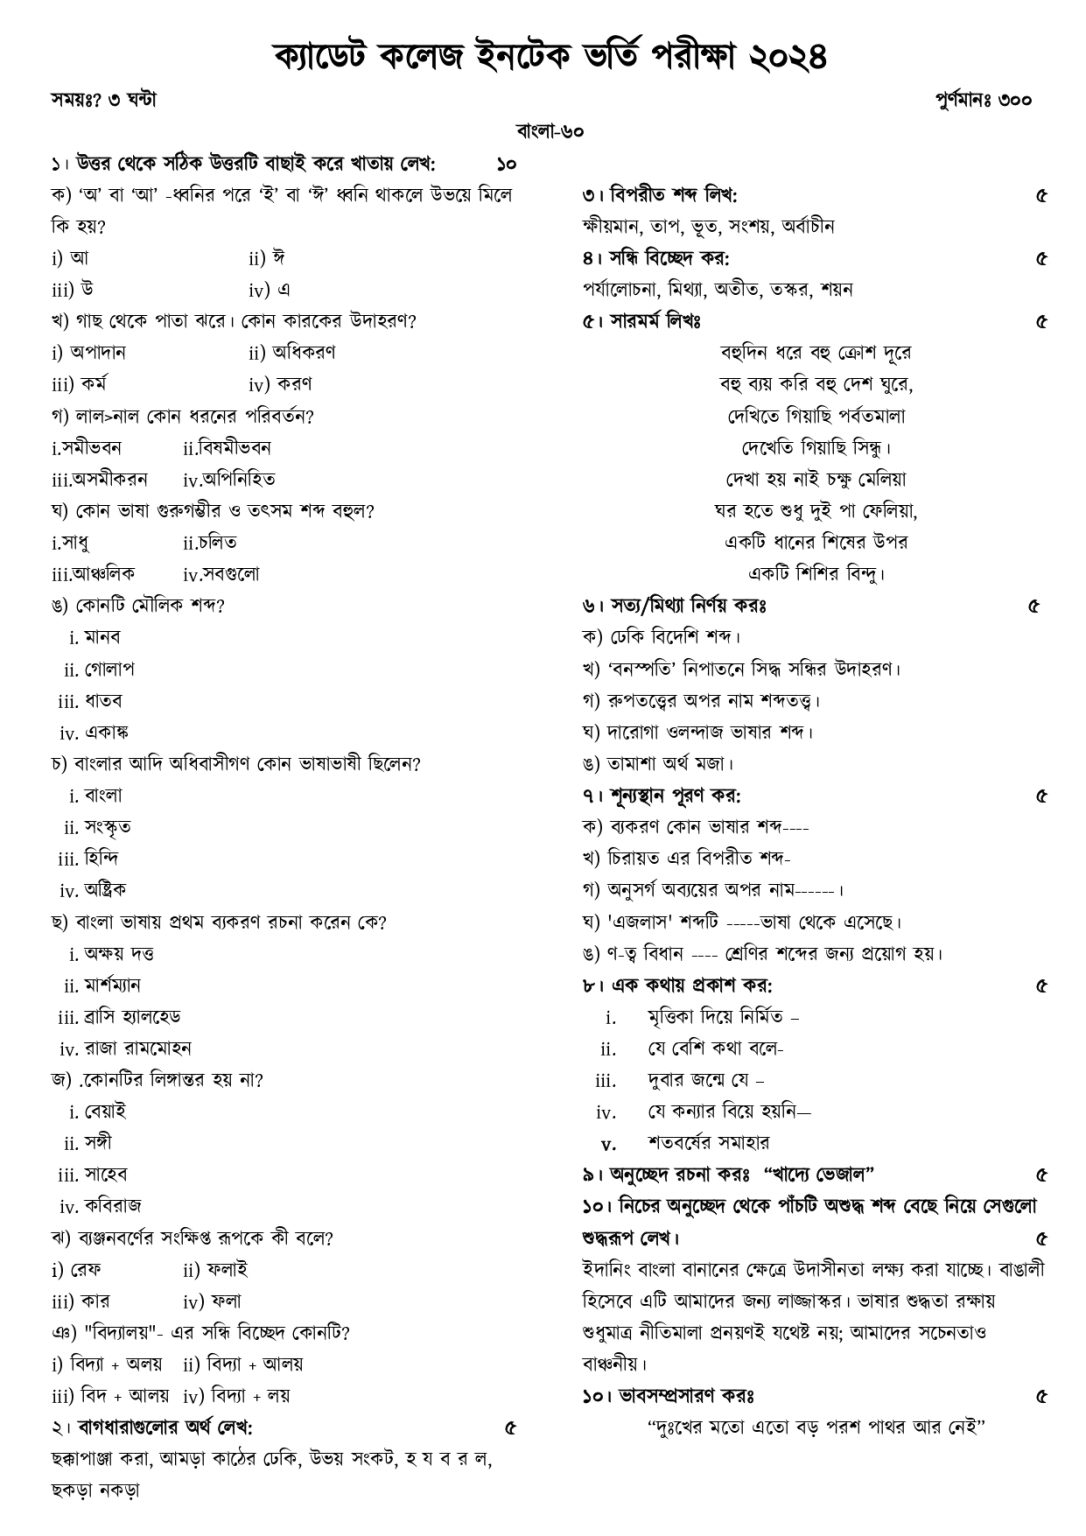 ক্যাডেট কলেজ ইনটেক ভর্তি পরীক্ষা ২০২৪
সময়ঃ? ৩ ঘন্টা পুর্ণমানঃ ৩০০
বাংলা-৬০
১। উত্তর থেকে সঠিক উত্তরটি বাছাই করে খাতায় লেখ: ১০
ক) ‘অ’ বা ‘আ’ -ধ্বনির পরে ‘ই’ বা ‘ঈ’ ধ্বনি থাকলে উভয়ে মিলে
কি হয়?
i) আ ii) ঈ
iii) উ iv) এ
খ) গাছ থেকে পাতা ঝরে। কোন কারকের উদাহরণ?
i) অপাদান ii) অধিকরণ
iii) কর্ম iv) করণ
গ) লাল>নাল কোন ধরনের পরিবর্তন?
i.সমীভবন ii.বিষমীভবন
iii.অসমীকরন iv.অপিনিহিত
ঘ) কোন ভাষা গুরুগম্ভীর ও তৎসম শব্দ বহুল?
i.সাধু ii.চলিত
iii.আঞ্চলিক iv.সবগুলো
ঙ) কোনটি মৌলিক শব্দ?
i. মানব
ii. গোলাপ
iii. ধাতব
iv. একাঙ্ক
চ) বাংলার আদি অধিবাসীগণ কোন ভাষাভাষী ছিলেন?
i. বাংলা
ii. সংস্কৃত
iii. হিন্দি
iv. অষ্ট্রিক
ছ) বাংলা ভাষায় প্রথম ব্যকরণ রচনা করেন কে?
i. অক্ষয় দত্ত
ii. মার্শম্যান
iii. ব্রাসি হ্যালহেড
iv. রাজা রামমোহন
জ) .কোনটির লিঙ্গান্তর হয় না?
i. বেয়াই
ii. সঙ্গী
iii. সাহেব
iv. কবিরাজ
ঝ) ব্যঞ্জনবর্ণের সংক্ষিপ্ত রূপকে কী বলে?
i) রেফ ii) ফলাই
iii) কার iv) ফলা
ঞ) "বিদ্যালয়"- এর সন্ধি বিচ্ছেদ কোনটি?
i) বিদ্যা + অলয় ii) বিদ্যা + আলয়
iii) বিদ + আলয় iv) বিদ্যা + লয়
২। বাগধারাগুলোর অর্থ লেখ: ৫
ছক্কাপাঞ্জা করা, আমড়া কাঠের ঢেকি, উভয় সংকট, হ য ব র ল,
ছকড়া নকড়া
৩। বিপরীত শব্দ লিখ: ৫
ক্ষীয়মান, তাপ, ভূত, সংশয়, অর্বাচীন
৪। সন্ধি বিচ্ছেদ কর: ৫
পর্যালোচনা, মিথ্যা, অতীত, তস্কর, শয়ন
৫। সারমর্ম লিখঃ ৫
বহুদিন ধরে বহু ক্রোশ দূরে
বহু ব্যয় করি বহু দেশ ঘুরে,
দেখিতে গিয়াছি পর্বতমালা
দেখেতি গিয়াছি সিন্ধু।
দেখা হয় নাই চক্ষু মেলিয়া
ঘর হতে শুধু দুই পা ফেলিয়া,
একটি ধানের শিষের উপর
একটি শিশির বিন্দু।
৬। সত্য/মিথ্যা নির্ণয় করঃ ৫
ক) ঢেকি বিদেশি শব্দ।
খ) ‘বনস্পতি’ নিপাতনে সিদ্ধ সন্ধির উদাহরণ।
গ) রুপতত্ত্বের অপর নাম শব্দতত্ত্ব।
ঘ) দারোগা ওলন্দাজ ভাষার শব্দ।
ঙ) তামাশা অর্থ মজা।
৭। শূন্যস্থান পূরণ কর: ৫
ক) ব্যকরণ কোন ভাষার শব্দ----
খ) চিরায়ত এর বিপরীত শব্দ-
গ) অনুসর্গ অব্যয়ের অপর নাম------।
ঘ) 'এজলাস' শব্দটি -----ভাষা থেকে এসেছে।
ঙ) ণ-ত্ব বিধান ---- শ্রেণির শব্দের জন্য প্রয়োগ হয়।
৮। এক কথায় প্রকাশ কর: ৫
i. মৃত্তিকা দিয়ে নির্মিত –
ii. যে বেশি কথা বলে-
iii. দুবার জন্মে যে –
iv. যে কন্যার বিয়ে হয়নি—
v. শতবর্ষের সমাহার
৯। অনুচ্ছেদ রচনা করঃ “খাদ্যে ভেজাল” ৫
১০। নিচের অনুচ্ছেদ থেকে পাঁচটি অশুদ্ধ শব্দ বেছে নিয়ে সেগুলো
শুদ্ধরূপ লেখ। ৫
ইদানিং বাংলা বানানের ক্ষেত্রে উদাসীনতা লক্ষ্য করা যাচ্ছে। বাঙালী
হিসেবে এটি আমাদের জন্য লাজ্জাস্কর। ভাষার শুদ্ধতা রক্ষায়
শুধুমাত্র নীতিমালা প্রনয়ণই যথেষ্ট নয়; আমাদের সচেনতাও
বাঞ্চনীয়।
১০। ভাবসম্প্রসারণ করঃ ৫
“দুঃখের মতো এতো বড় পরশ পাথর আর নেই”